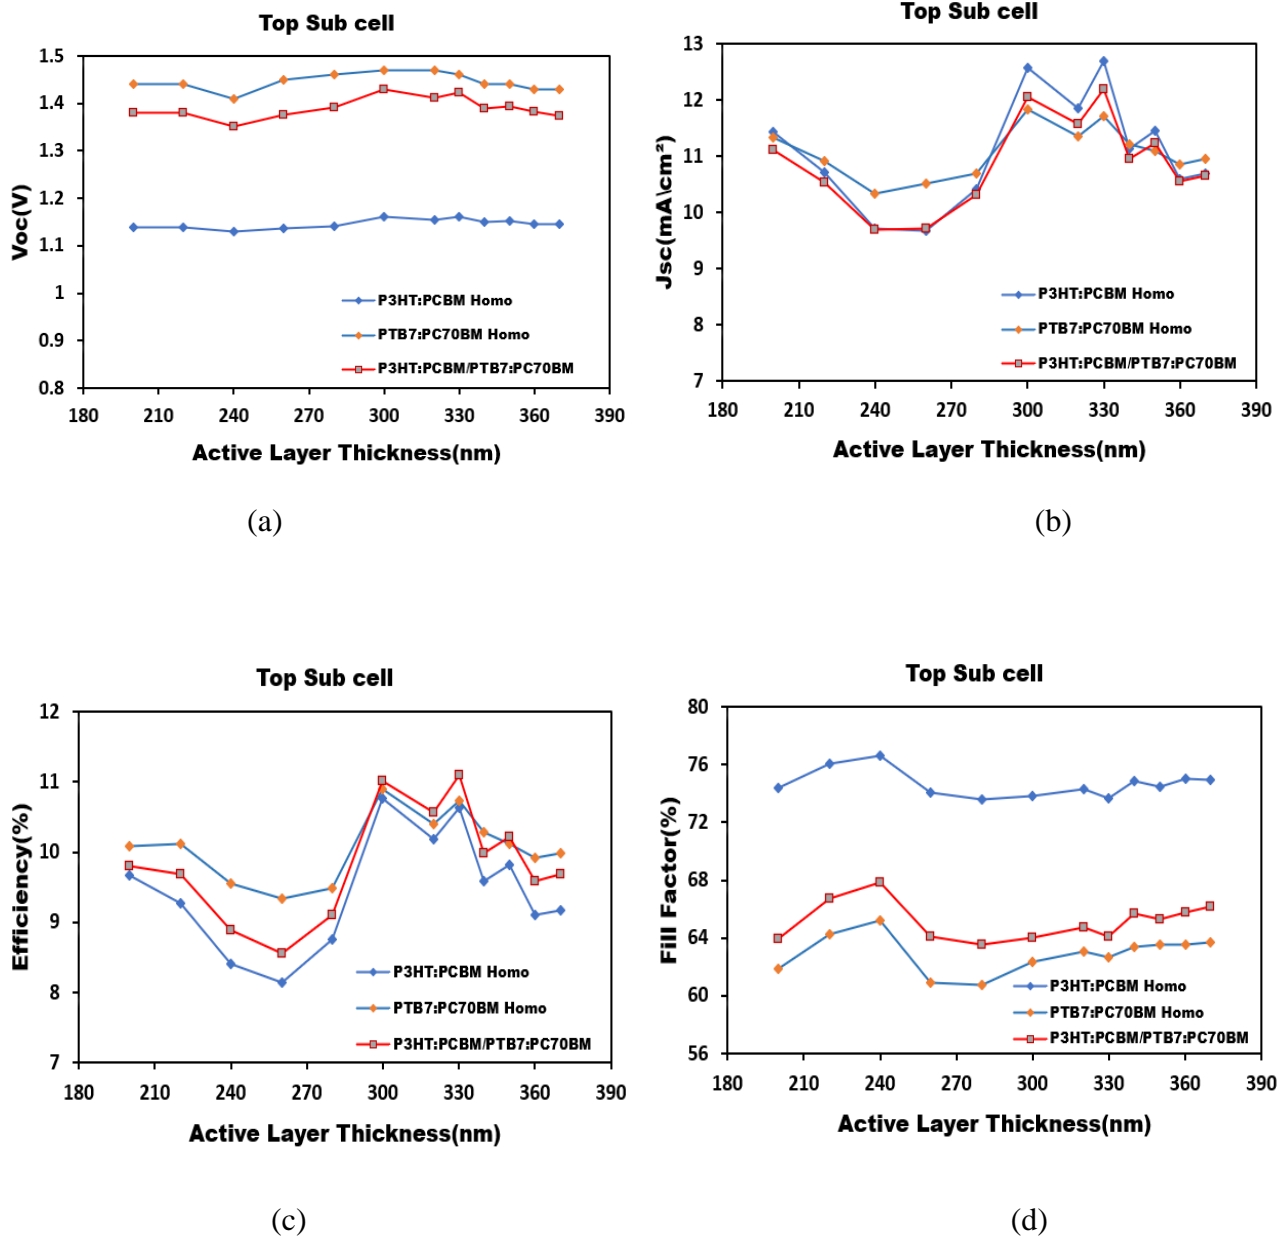 Top Sub cell
Voc(V)
1.5
1.4
1.3
1.2
1.1
1
0.9
0.8
P3HT:PCBM Homo
PTB7:PC70BM Homo
P3HT:PCBM/PTB7:PC70BM
180 210 240 270 300 330 360 390
Active Layer Thickness(nm)
(a)
Top Sub cell
Jsc(mA\cm²)
13
12
11
10
9
8
7
P3HT:PCBM Homo
PTB7:PC70BM Homo
P3HT:PCBM/PTB7:PC70BM
180 210 240 270 300 330 360 390
Active Layer Thickness(nm)
(b)
Top Sub cell
Efficiency(%)
12
11
10
9
8
7
P3HT:PCBM Homo
PTB7:PC70BM Homo
P3HT:PCBM/PTB7:PC70BM
180 210 240 270 300 330 360 390
Active Layer Thickness(nm)
(c)
Top Sub cell
Fill Factor(%)
80
76
72
68
64
60
56
P3HT:PCBM Homo
PTB7:PC70BM Homo
P3HT:PCBM/PTB7:PC70BM
180 210 240 270 300 330 360 390
Active Layer Thickness(nm)
(d)